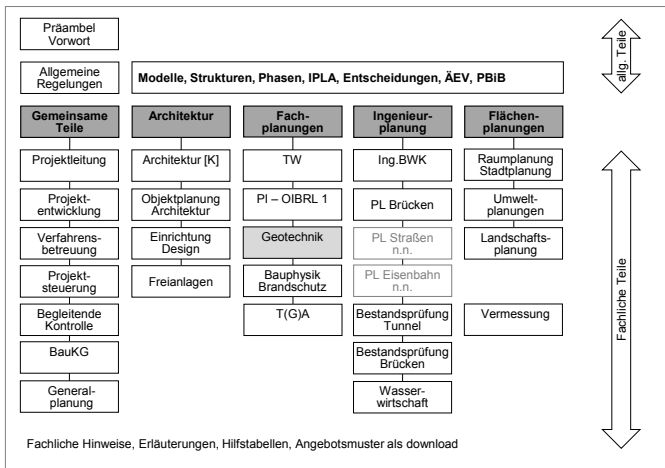 Präambel
Vorwort
Allgemeine
Regelungen
Modelle, Strukturen, Phasen, IPLA, Entscheidungen, ÄEV, PBiB
allg. Teile
Gemeinsame
Teile
Projektleitung
Projekt-
entwicklung
Verfahrens-
betreuung
Projekt-
steuerung
Begleitende
Kontrolle
BauKG
General-
planung
Architektur
Architektur [K]
Objektplanung
Architektur
Einrichtung
Design
Freianlagen
Fach-
planungen
TW
PI – OIBRL 1
Geotechnik
Bauphysik
Brandschutz
T(G)A
Ingenieur-
planung
Ing.BWK
PL Brücken
PL Straßen
n.n.
PL Eisenbahn
n.n.
Bestandsprüfung
Tunnel
Bestandsprüfung
Brücken
Wasser-
wirtschaft
Flächen-
planungen
Raumplanung
Stadtplanung
Umwelt-
planungen
Landschafts-
planung
Vermessung
Fachliche Teile
Fachliche Hinweise, Erläuterungen, Hilfstabellen, Angebotsmuster als download